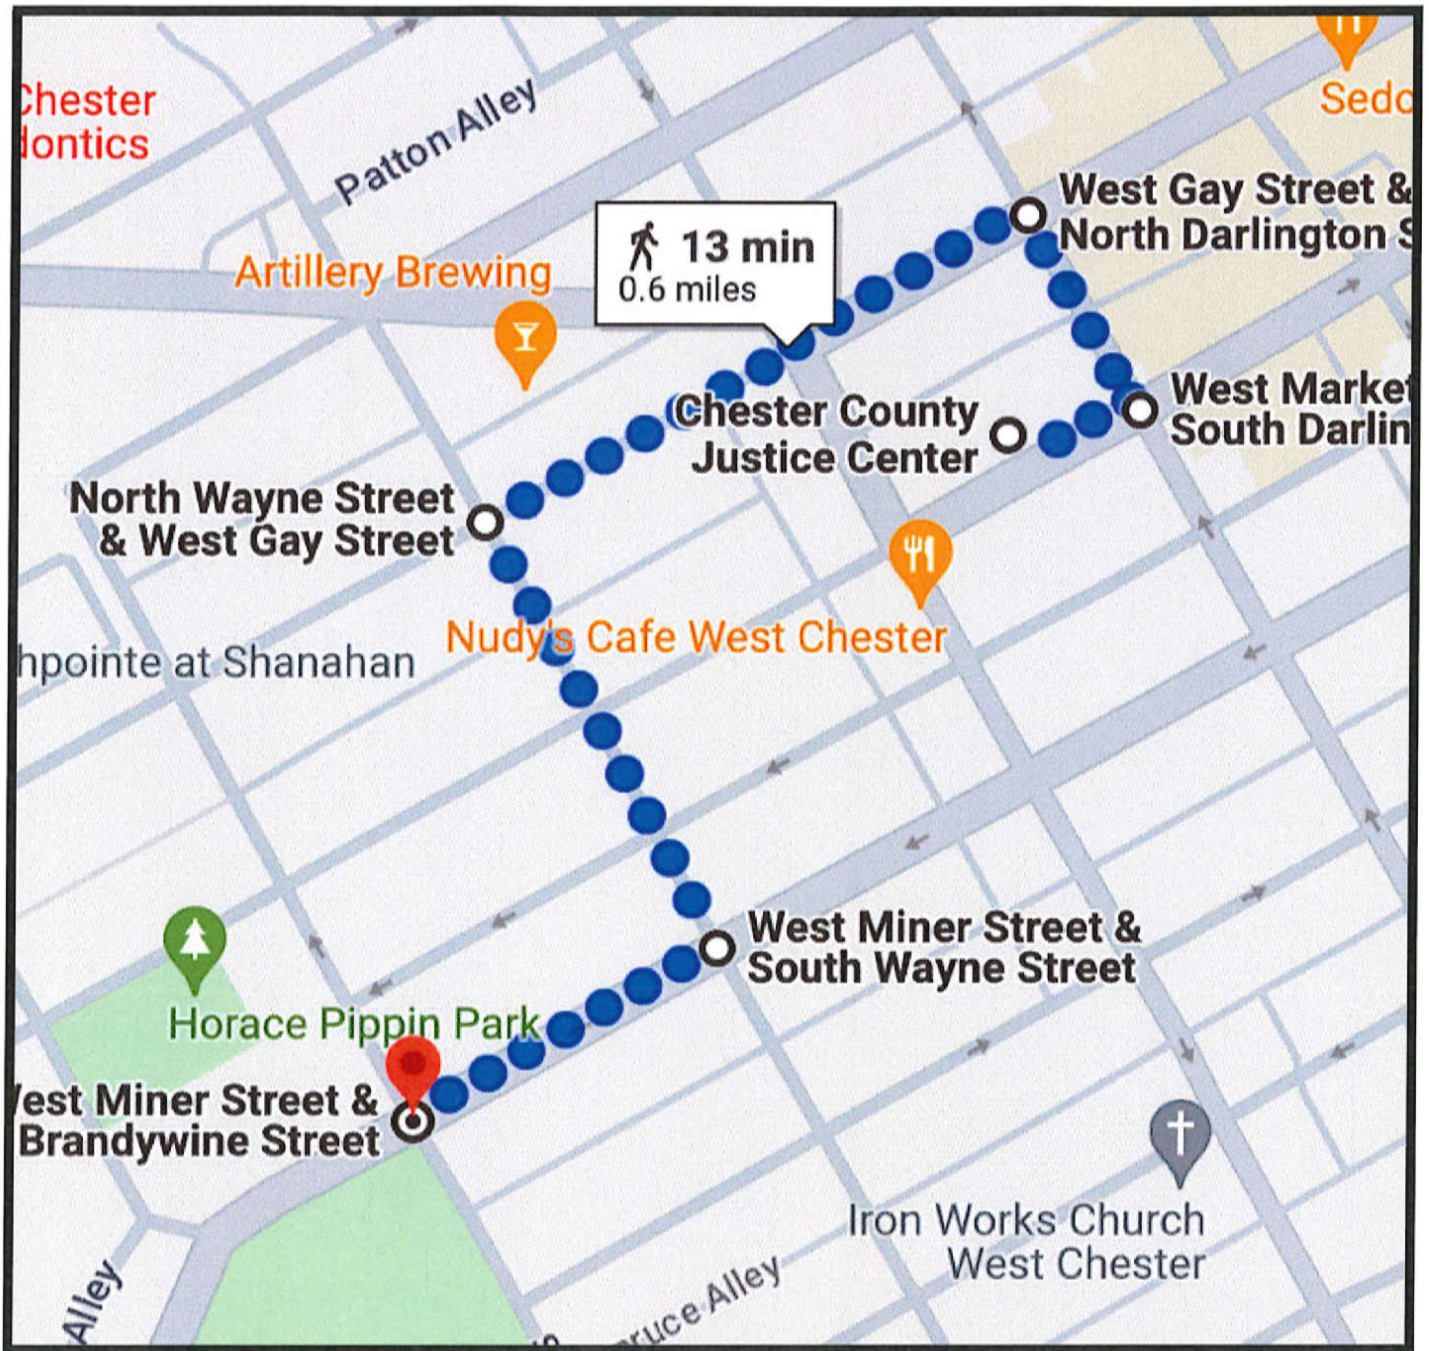 Chester
dontics
Patton Alley
Sedo
West Gay Street &
North Darlington S
13 min
0.6 miles
Artillery Brewing
West Market
South Darlin
Chester County
Justice Center
North Wayne Street
& West Gay Street
Nudy's Cafe West Chester
hpointe at Shanahan
West Miner Street &
South Wayne Street
Horace Pippin Park
West Miner Street &
Brandywine Street
Iron Works Church
West Chester
Alley
ruce Alley